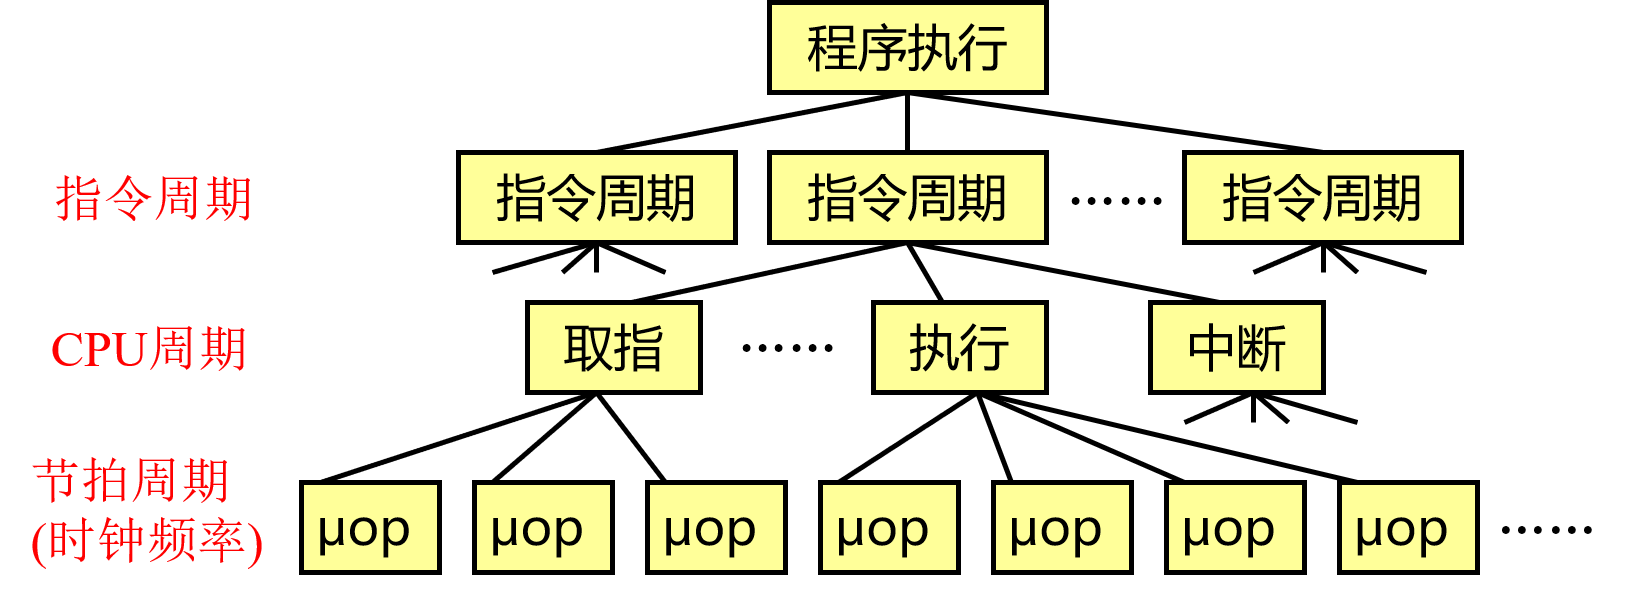 程序执行
指令周期
指令周期
指令周期
……
指令周期
CPU周期
取指
……
执行
中断
节拍周期
(时钟频率)
μop
μop
μop
μop
μop
μop
μop
……